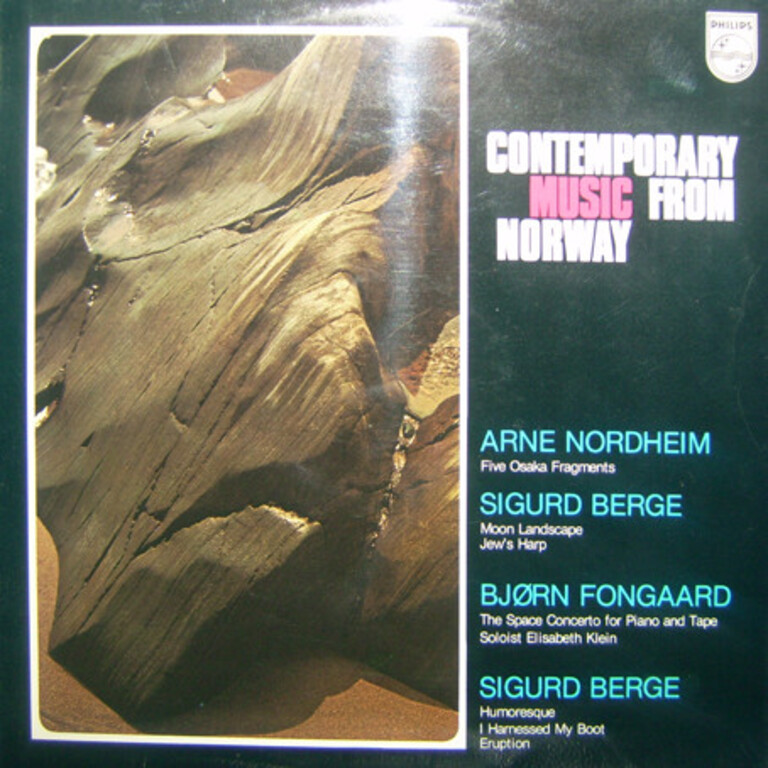 PHILIPS
CONTEMPORARY
MUSIC FROM
NORWAY
ARNE NORDHEIM
Five Osaka Fragments
SIGURD BERGE
Moon Landscape
Jew's Harp
BJØRN FONGAARD
The Space Concerto for Piano and Tape
Soloist Elisabeth Klein
SIGURD BERGE
Humoresque
I Harnessed My Boot
Eruption